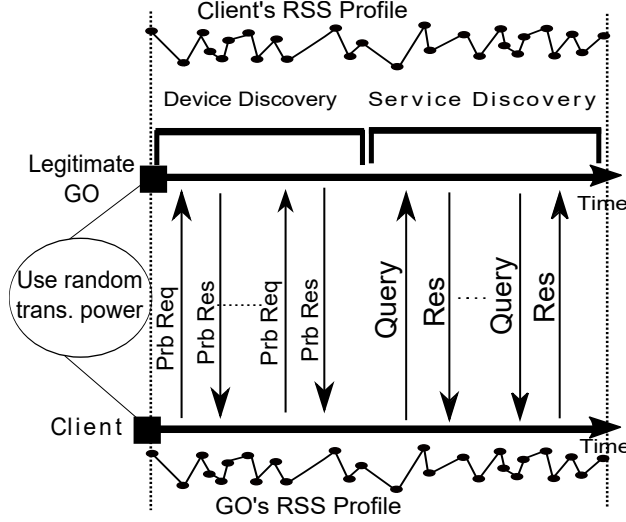 Client's RSS Profile
Device Discovery
Service Discovery
Legitimate
GO
Time
Use random
trans. power
Prb Req
Prb Res
Prb Req
Prb Res
Query
Res
Query
Res
Client
Time
GO's RSS Profile